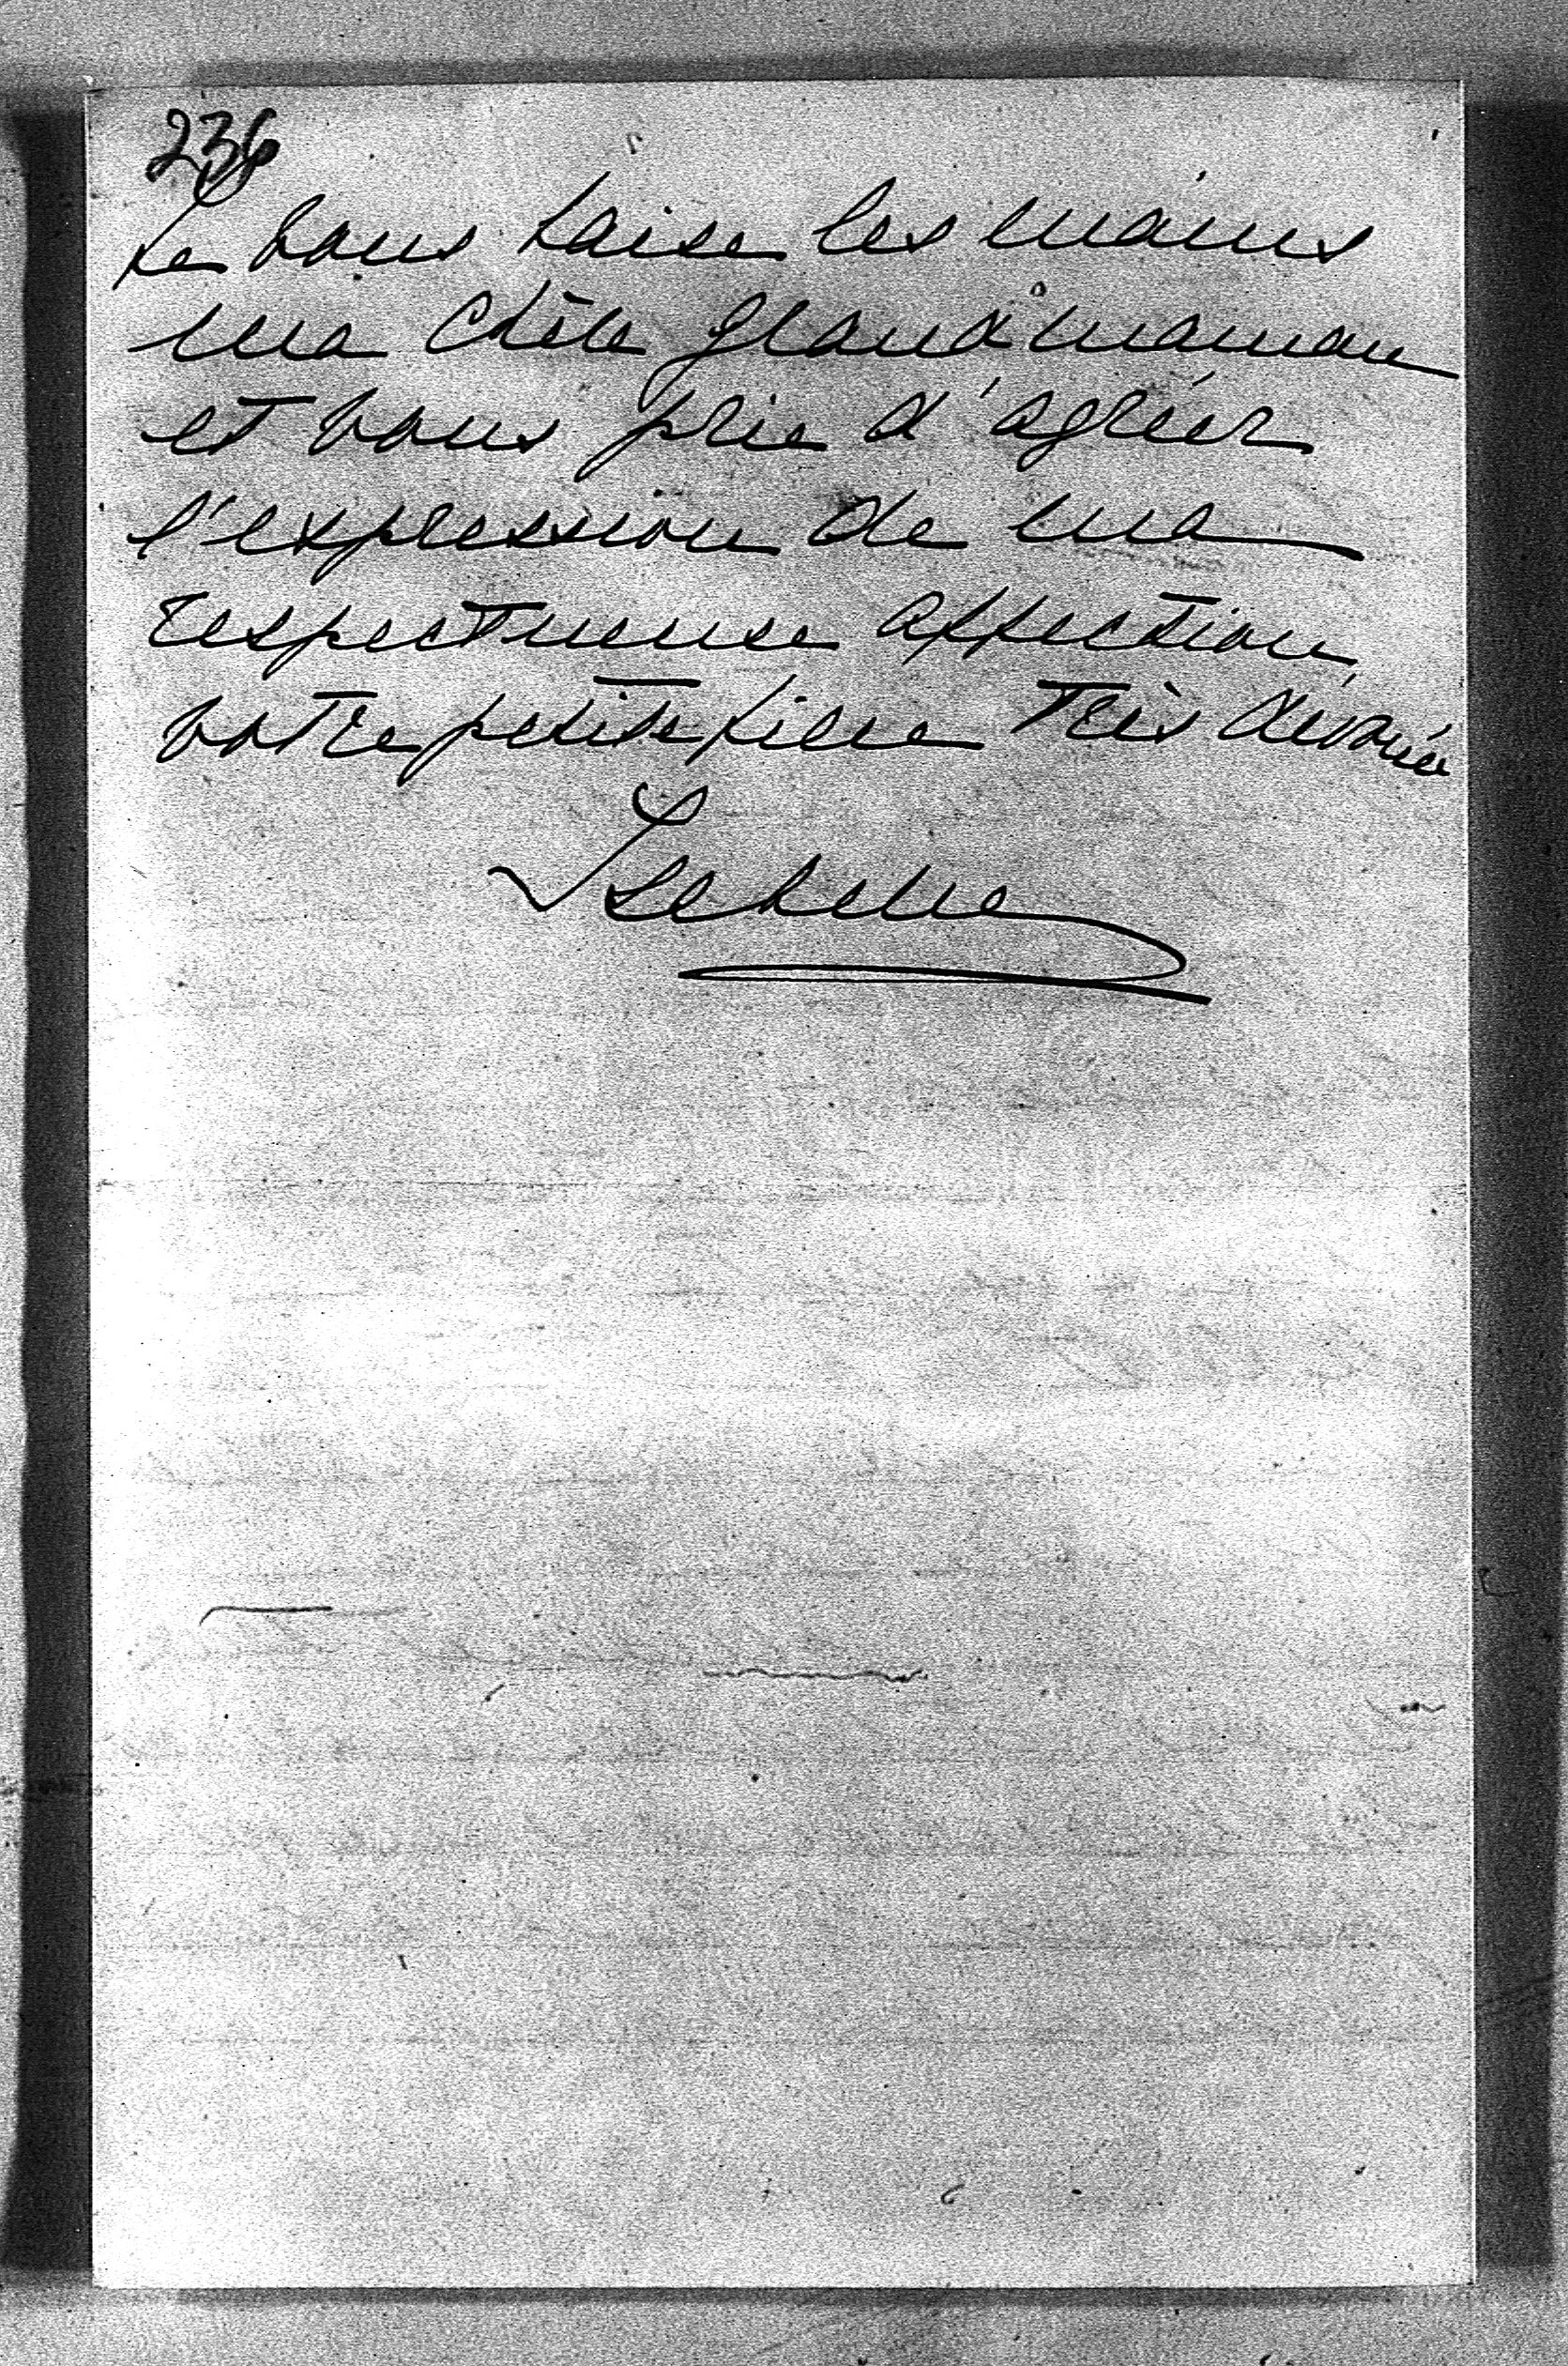 236
Je vous baise les mains
ma chère grand'maman
et vous prie d'agréer
l'expression de ma
respectueuse affection
votre petite fille très dévouée
Isabelle